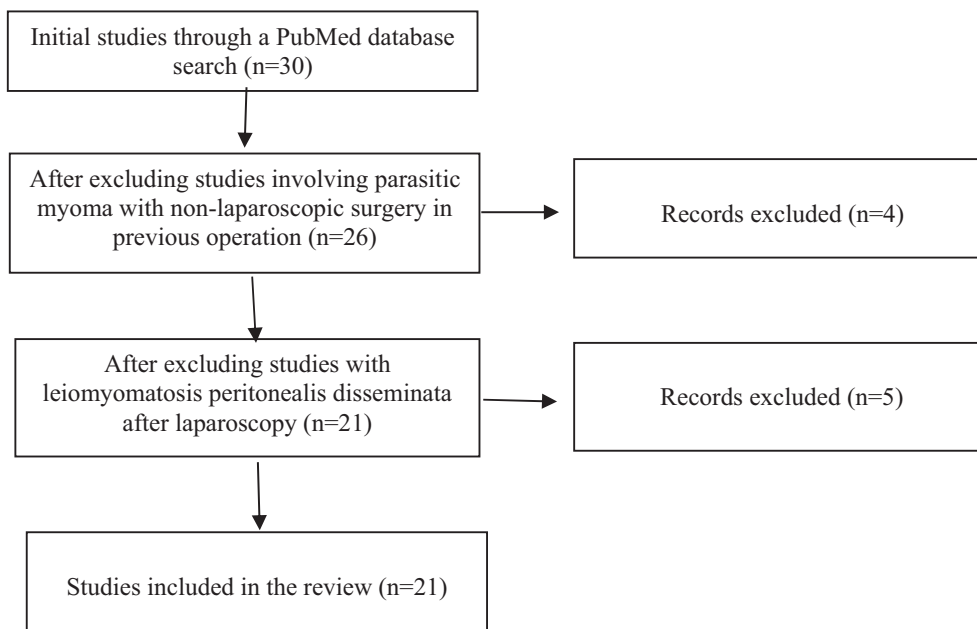 Initial studies through a PubMed database
search (n=30)
After excluding studies involving parasitic
myoma with non-laparoscopic surgery in
previous operation (n=26)
Records excluded (n=4)
After excluding studies with
leiomyomatosis peritonealis disseminata
after laparoscopy (n=21)
Records excluded (n=5)
Studies included in the review (n=21)